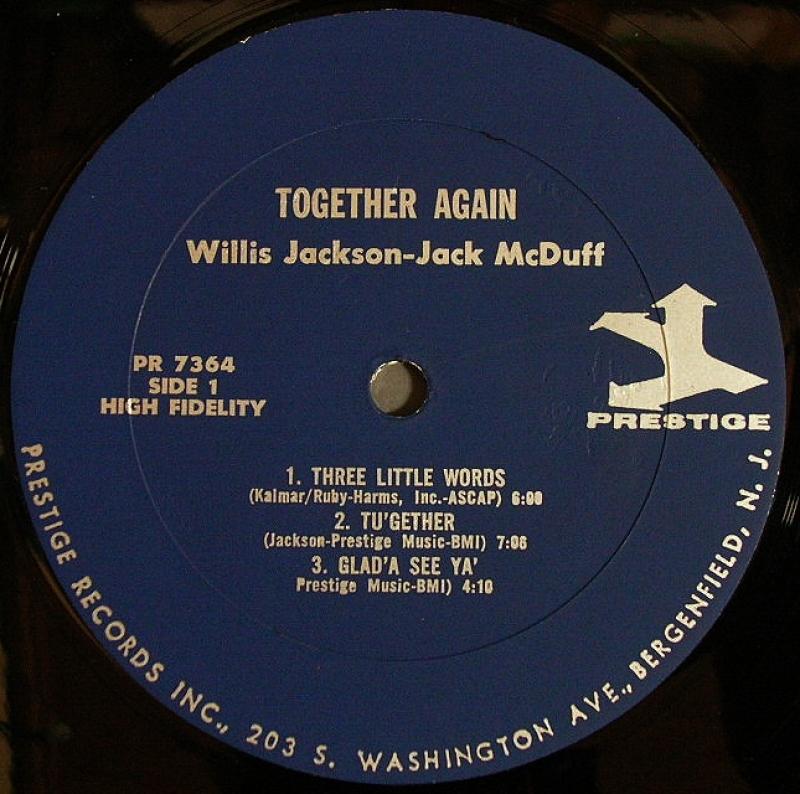 TOGETHER AGAIN
Willis Jackson-Jack McDuff
PR 7364
SIDE 1
HIGH FIDELITY
PRESTIGE
1. THREE LITTLE WORDS
(Kalmar/Ruby-Harms, Inc.-ASCAP) 6:00
2. TU'GETHER
(Jackson-Prestige Music-BMI) 7:06
3. GLAD'A SEE YA'
Prestige Music-BMI) 4:10
PRESTIGE RECORDS INC., 203 S. WASHINGTON AVE., BERGENFIELD, N. J.